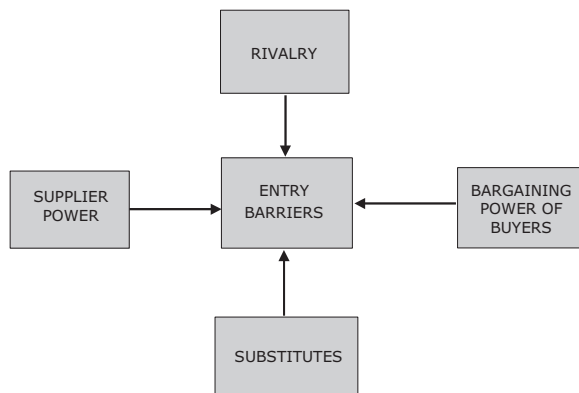 RIVALRY
SUPPLIER
POWER
ENTRY
BARRIERS
BARGAINING
POWER OF
BUYERS
SUBSTITUTES